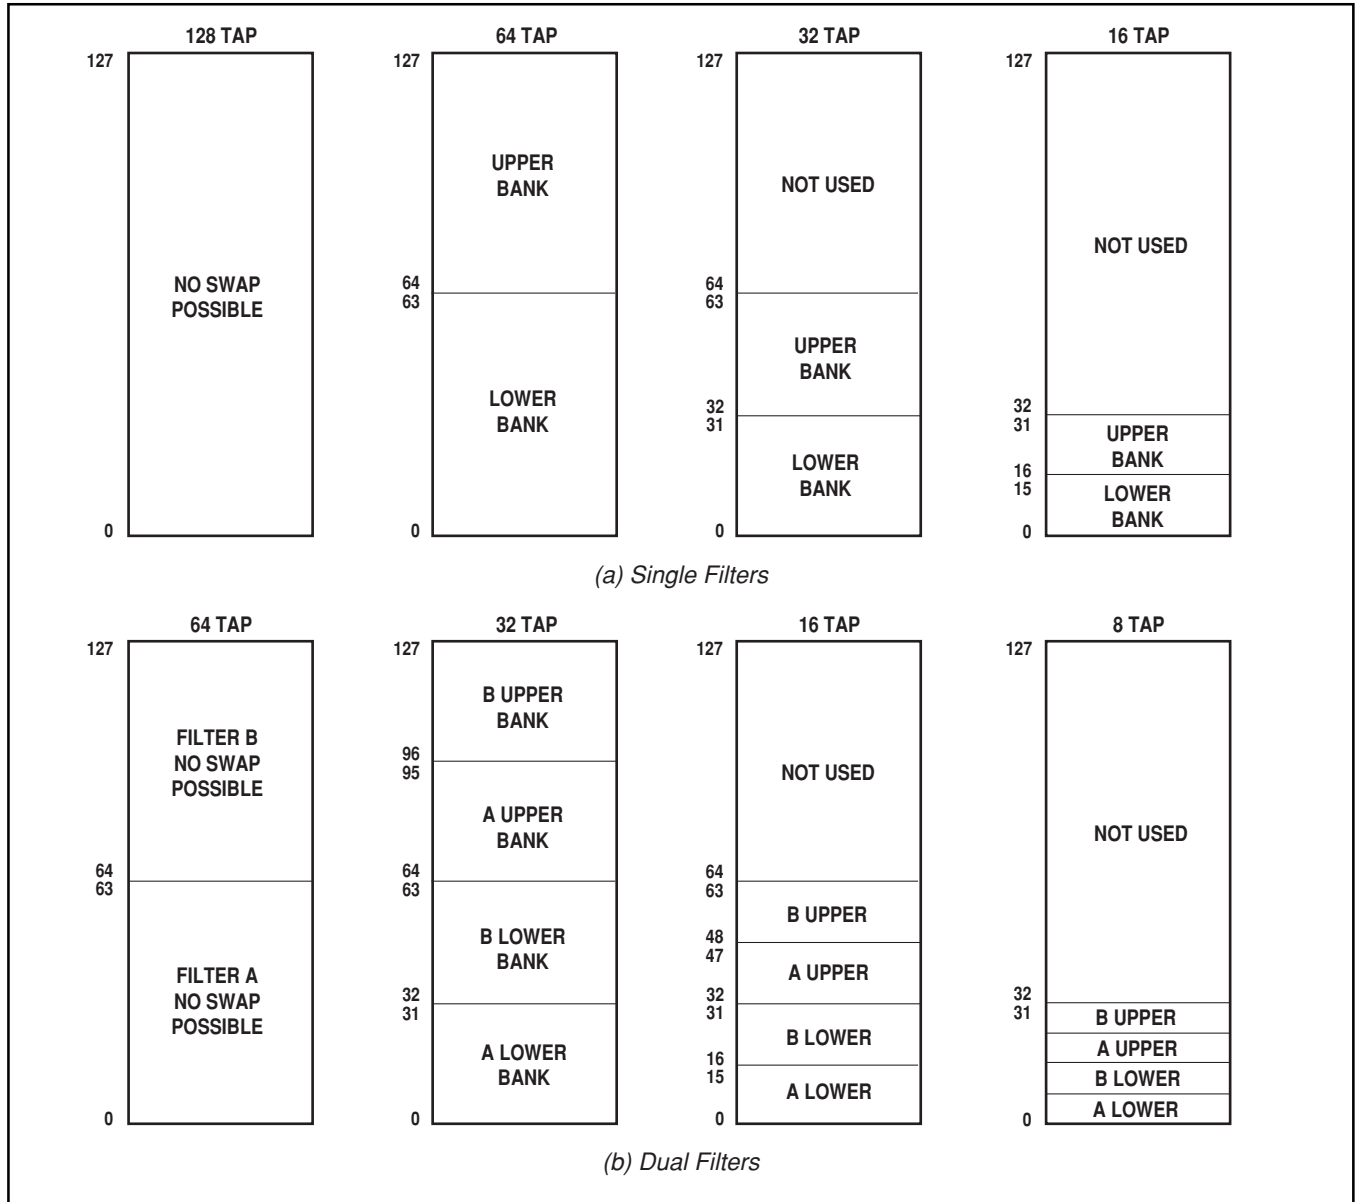 128 TAP
127
NO SWAP
POSSIBLE
0
64 TAP
127
UPPER
BANK
64
63
LOWER
BANK
0
32 TAP
127
NOT USED
64
63
UPPER
BANK
32
31
LOWER
BANK
0
16 TAP
127
NOT USED
32
31
UPPER
BANK
16
15
LOWER
BANK
0
(a) Single Filters
64 TAP
127
FILTER B
NO SWAP
POSSIBLE
64
63
FILTER A
NO SWAP
POSSIBLE
0
32 TAP
127
B UPPER
BANK
96
95
A UPPER
BANK
64
63
B LOWER
BANK
32
31
A LOWER
BANK
0
16 TAP
127
NOT USED
64
63
B UPPER
48
47
A UPPER
32
31
B LOWER
16
15
A LOWER
0
8 TAP
127
NOT USED
32
31
B UPPER
A UPPER
B LOWER
A LOWER
0
(b) Dual Filters